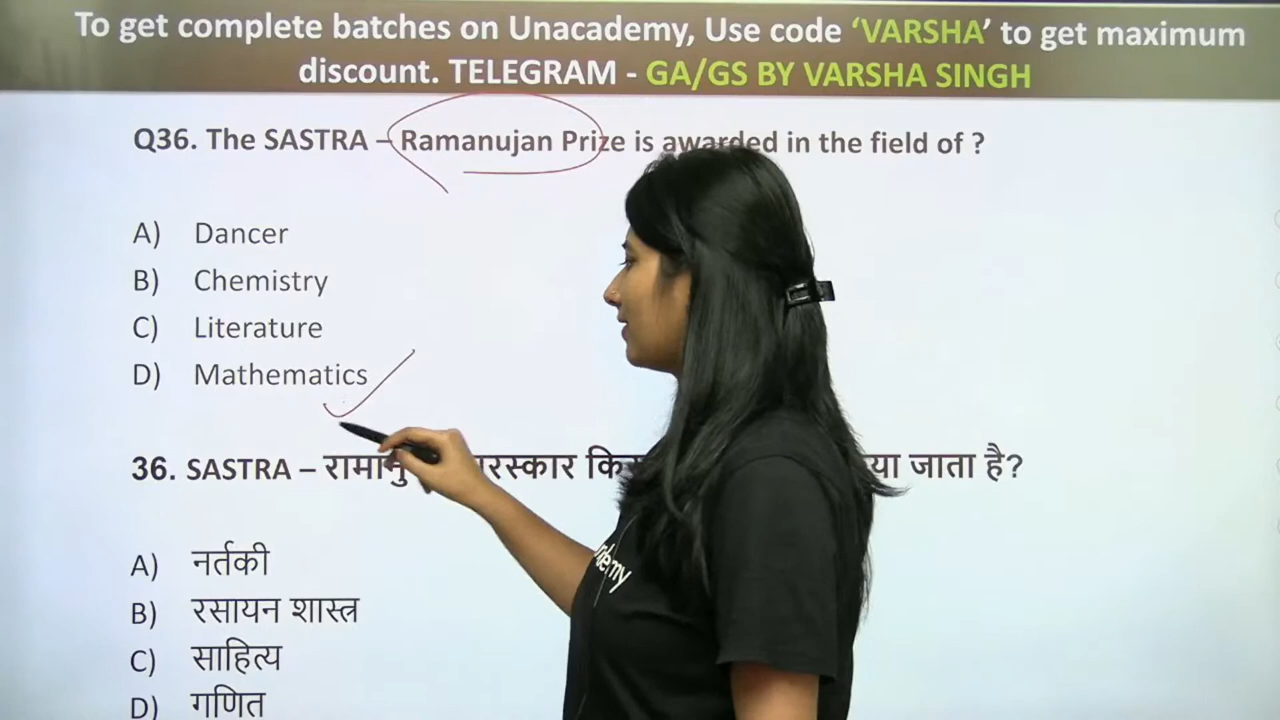 To get complete batches on Unacademy, Use code ‘VARSHA’ to get maximum
discount. TELEGRAM - GA/GS BY VARSHA SINGH
Q36. The SASTRA – Ramanujan Prize is awarded in the field of ?
A) Dancer
B) Chemistry
C) Literature
D) Mathematics
36. SASTRA – जाता है?
A) नर्तकी
B) रसायन शास्त्र
C) साहित्य
D) गणित